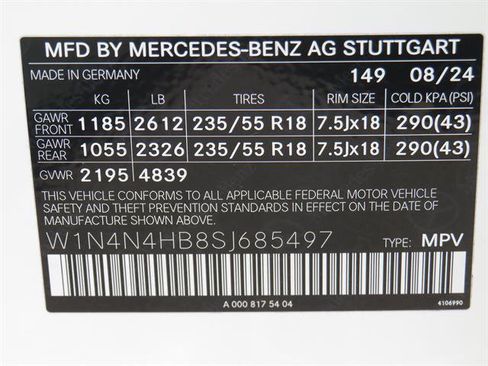 MFD BY MERCEDES-BENZ AG STUTTGART
MADE IN GERMANY 149 08/24
KG LB TIRES RIM SIZE COLD KPA(PSI)
GAWR FRONT 1185 2612 235/55 R18 7.5Jx18 290(43)
GAWR REAR 1055 2326 235/55 R18 7.5Jx18 290(43)
GVWR 2195 4839
THIS VEHICLE CONFORMS TO ALL APPLICABLE FEDERAL MOTOR VEHICLE
SAFETY AND THEFT PREVENTION STANDARDS IN EFFECT ON THE DATE OF
MANUFACTURE SHOWN ABOVE.
W1N4N4HB8SJ685497 TYPE: MPV
A 000 817 54 04 4106990